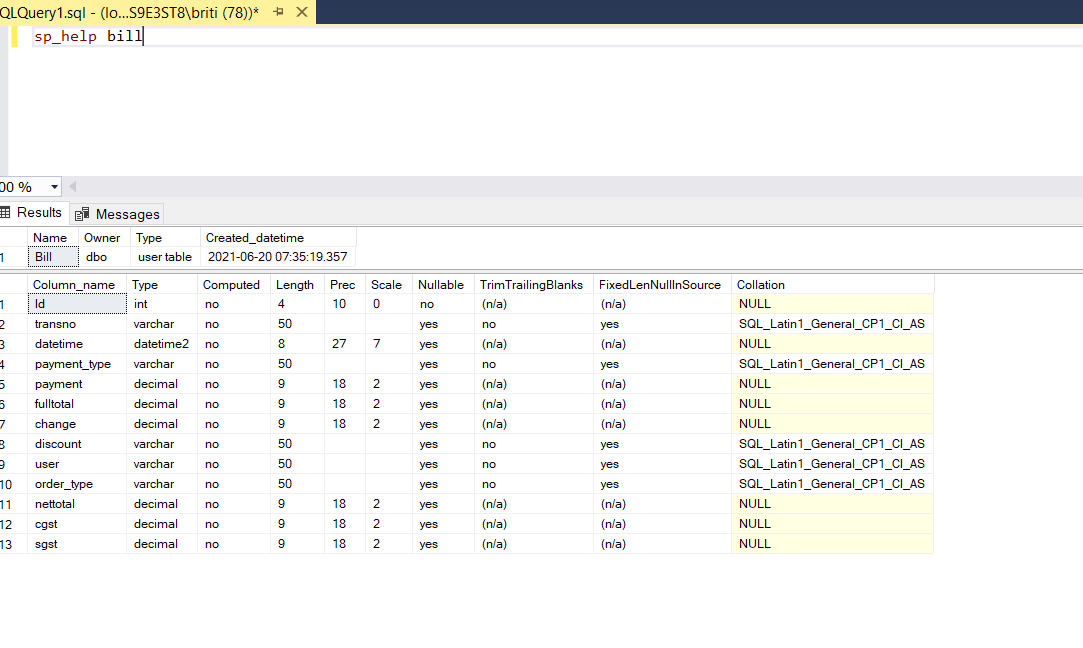 QLQuery1.sql - (lo...S9E3ST8\briti (78))*
sp_help bill
00 %
Results Messages
Name Owner Type Created_datetime
1 Bill dbo user table 2021-06-20 07:35:19.357
Column_name Type Computed Length Prec Scale Nullable TrimTrailingBlanks FixedLenNullInSource Collation
1 Id int no 4 10 0 no (n/a) (n/a) NULL
2 transno varchar no 50 yes no yes SQL_Latin1_General_CP1_CI_AS
3 datetime datetime2 no 8 27 7 yes (n/a) (n/a) NULL
4 payment_type varchar no 50 yes no yes SQL_Latin1_General_CP1_CI_AS
5 payment decimal no 9 18 2 yes (n/a) (n/a) NULL
6 fulltotal decimal no 9 18 2 yes (n/a) (n/a) NULL
7 change decimal no 9 18 2 yes (n/a) (n/a) NULL
8 discount varchar no 50 yes no yes SQL_Latin1_General_CP1_CI_AS
9 user varchar no 50 yes no yes SQL_Latin1_General_CP1_CI_AS
10 order_type varchar no 50 yes no yes SQL_Latin1_General_CP1_CI_AS
11 nettotal decimal no 9 18 2 yes (n/a) (n/a) NULL
12 cgst decimal no 9 18 2 yes (n/a) (n/a) NULL
13 sgst decimal no 9 18 2 yes (n/a) (n/a) NULL